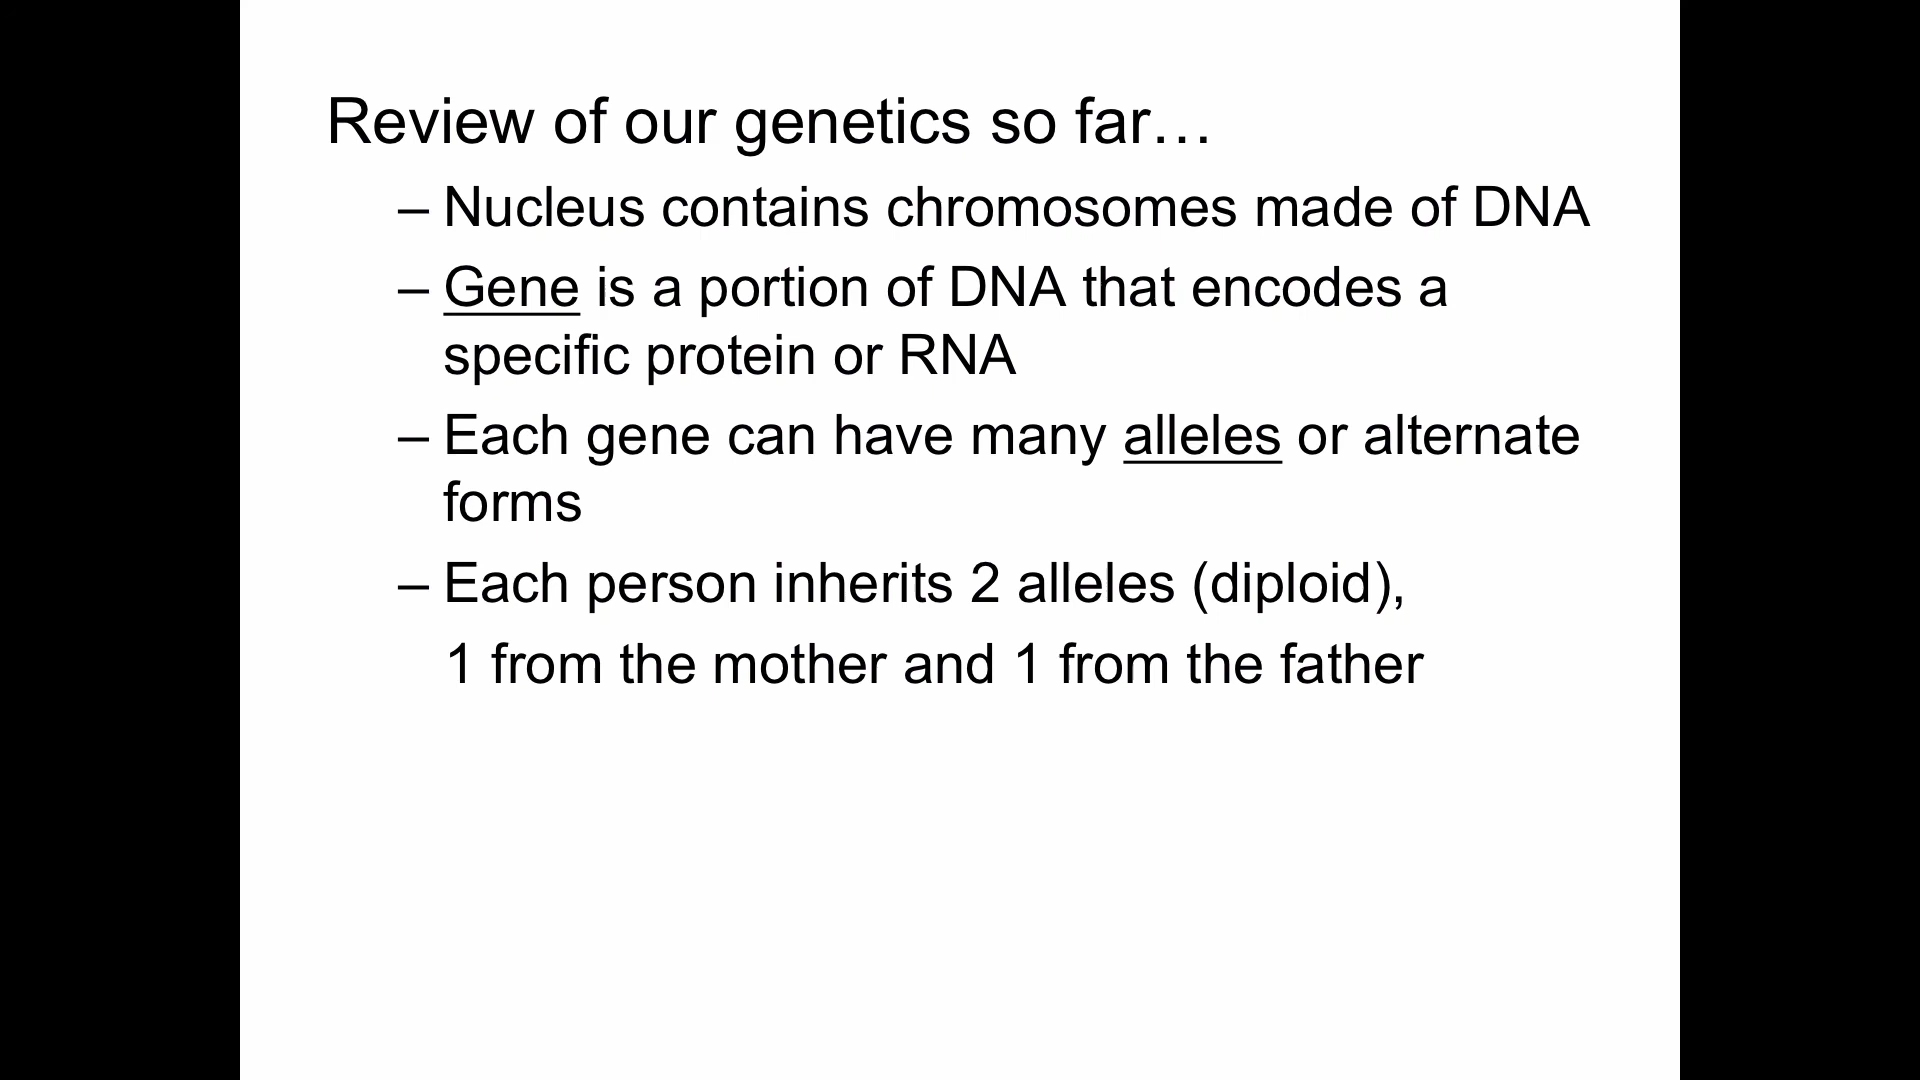 Review of our genetics so far…
– Nucleus contains chromosomes made of DNA
– Gene is a portion of DNA that encodes a
specific protein or RNA
– Each gene can have many alleles or alternate
forms
– Each person inherits 2 alleles (diploid),
1 from the mother and 1 from the father